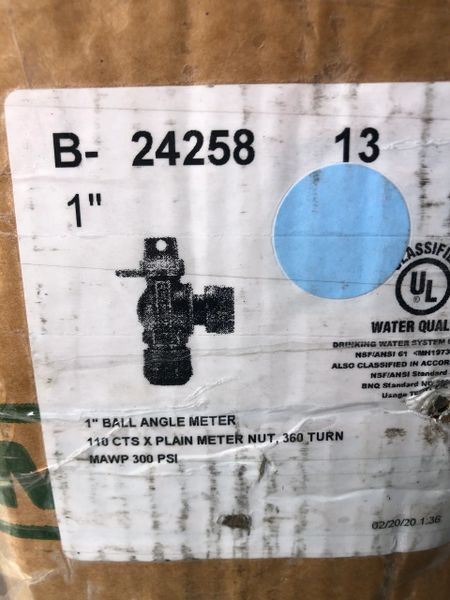 B- 24258 13
1"
CLASSIFIED
UL
WATER QUAL
DRINKING WATER SYSTEM
NSF/ANSI 61
ALSO CLASSIFIED IN ACCOR
NSF/ANSI Standard
BNQ Standard
1" BALL ANGLE METER
110 CTS X PLAIN METER NUT, 360 TURN
MAWP 300 PSI
02/20/20 1:36